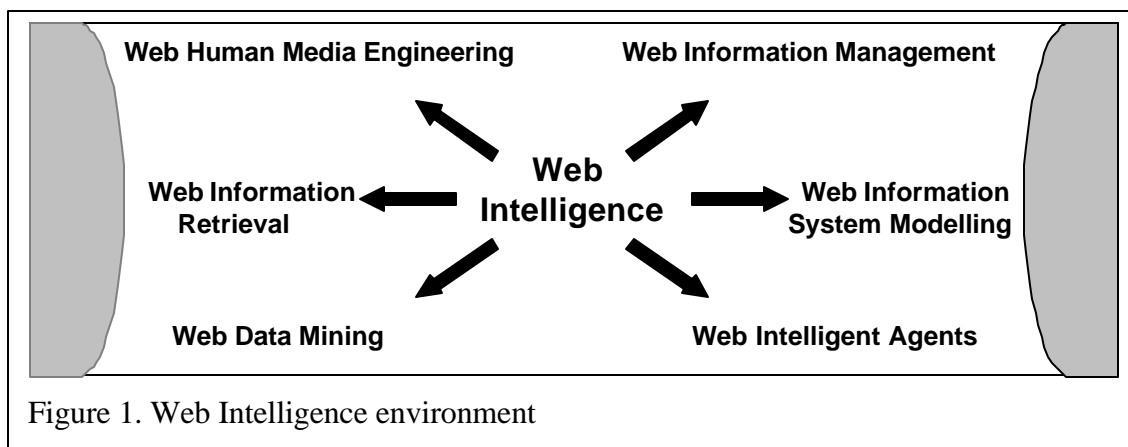 Web Human Media Engineering
Web Information Management
Web
Intelligence
Web Information
Retrieval
Web Information
System Modelling
Web Data Mining
Web Intelligent Agents
Figure 1. Web Intelligence environment